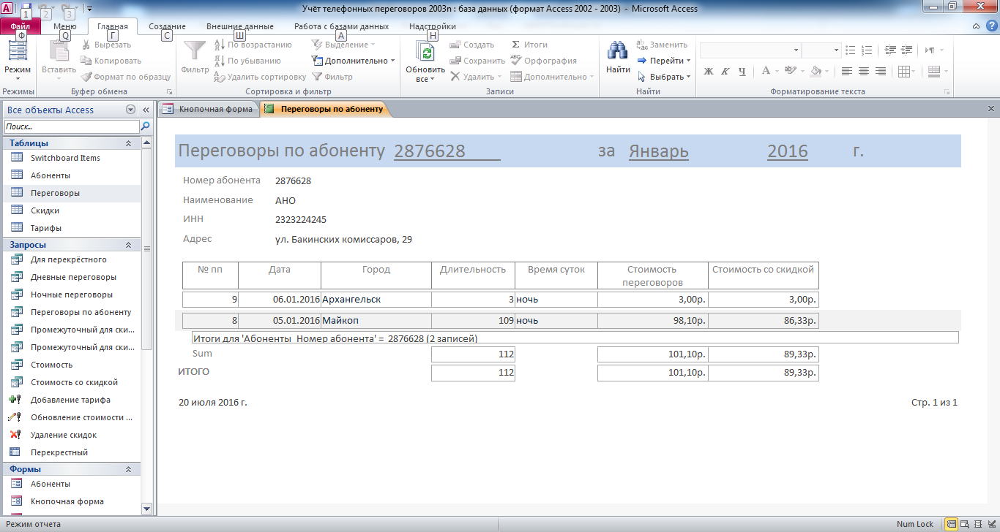 Учёт телефонных переговоров 2003п : база данных (формат Access 2002 - 2003) - Microsoft Access
1 2 3
Файл Меню Главная Создание Внешние данные Работа с базами данных Надстройки
Ф Q Г С Ш А Н
Режим
Режимы
Вставить
Вырезать
Копировать
Формат по образцу
Буфер обмена
Фильтр
По возрастанию
По убыванию
Удалить сортировку
Выделение
Дополнительно
Фильтр
Сортировка и фильтр
Обновить
все
Создать
Сохранить
Удалить
Итоги
Орфография
Дополнительно
Записи
Найти
Заменить
Перейти
Выбрать
Найти
Ж К Ч
Форматирование текста
Все объекты Access
Поиск...
Таблицы
Switchboard Items
Абоненты
Переговоры
Скидки
Тарифы
Запросы
Для перекрёстного
Дневные переговоры
Ночные переговоры
Переговоры по абоненту
Промежуточный для ски...
Промежуточный для ски...
Стоимость
Стоимость со скидкой
Добавление тарифа
Обновление стоимости ...
Удаление скидок
Перекрестный
Формы
Абоненты
Кнопочная форма
Кнопочная форма Переговоры по абоненту
Переговоры по абоненту 2876628 за Январь 2016 г.
Номер абонента 2876628
Наименование АНО
ИНН 2323224245
Адрес ул. Бакинских комиссаров, 29
№ пп Дата Город Длительность Время суток Стоимость переговоров Стоимость со скидкой
9 06.01.2016 Архангельск 3 ночь 3,00р. 3,00р.
8 05.01.2016 Майкоп 109 ночь 98,10р. 86,33р.
Итоги для 'Абоненты_Номер абонента' = 2876628 (2 записей)
Sum 112 101,10р. 89,33р.
ИТОГО 112 101,10р. 89,33р.
20 июля 2016 г. Стр. 1 из 1
Режим отчета Num Lock